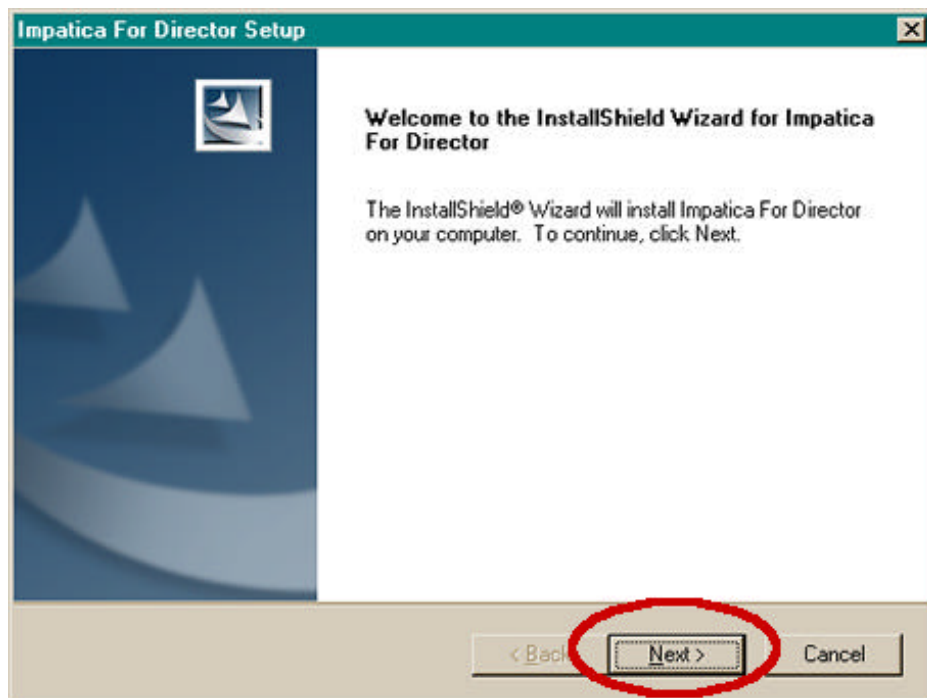 Impatica For Director Setup
Welcome to the InstallShield Wizard for Impatica
For Director
The InstallShield® Wizard will install Impatica For Director
on your computer. To continue, click Next.
< Back
Next >
Cancel